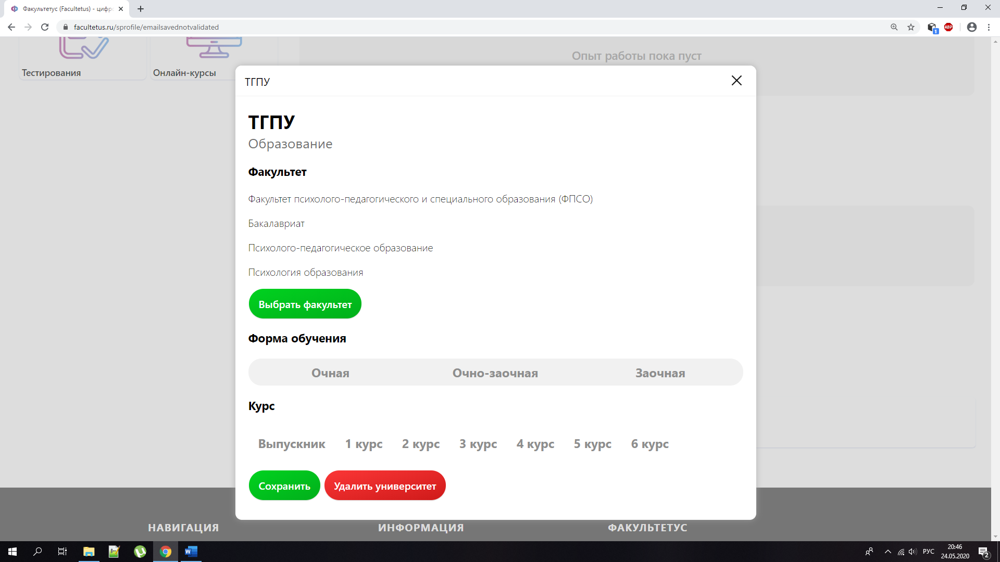 Факультетус (Facultetus) - цифр
facultetus.ru/sprofile/emailsavednotvalidated
1
ABP
Опыт работы пока пуст
Тестирования
Онлайн-курсы
ТГПУ
ТГПУ
Образование
Факультет
Факультет психолого-педагогического и специального образования (ФПСО)
Бакалавриат
Психолого-педагогическое образование
Психология образования
Выбрать факультет
Форма обучения
Очная Очно-заочная Заочная
Курс
Выпускник 1 курс 2 курс 3 курс 4 курс 5 курс 6 курс
Сохранить Удалить университет
НАВИГАЦИЯ ИНФОРМАЦИЯ ФАКУЛЬТЕТУС
РУС
20:46
24.05.2020
2